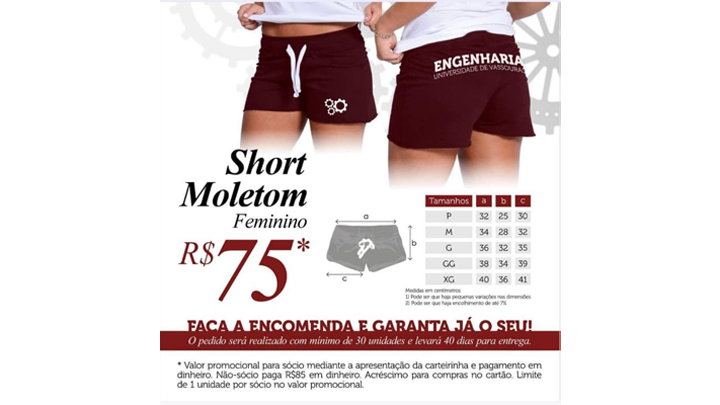 ENGENHARIA
UNIVERSIDADE DE VASSOURAS
Short
Moletom
Feminino
R$75*
a
b
c
Tamanhos a b c
P 32 25 30
M 34 28 32
G 36 32 35
GG 38 34 39
XG 40 36 41
Medidas em centímetros
1) Pode ser que haja pequenas variações nas dimensões
2) Pode ser que haja encolhimento de até 7%
FAÇA A ENCOMENDA E GARANTA JÁ O SEU!
O pedido será realizado com mínimo de 30 unidades e levará 40 dias para entrega.
* Valor promocional para sócio mediante a apresentação da carteirinha e pagamento em
dinheiro. Não-sócio paga R$85 em dinheiro. Acréscimo para compras no cartão. Limite
de 1 unidade por sócio no valor promocional.